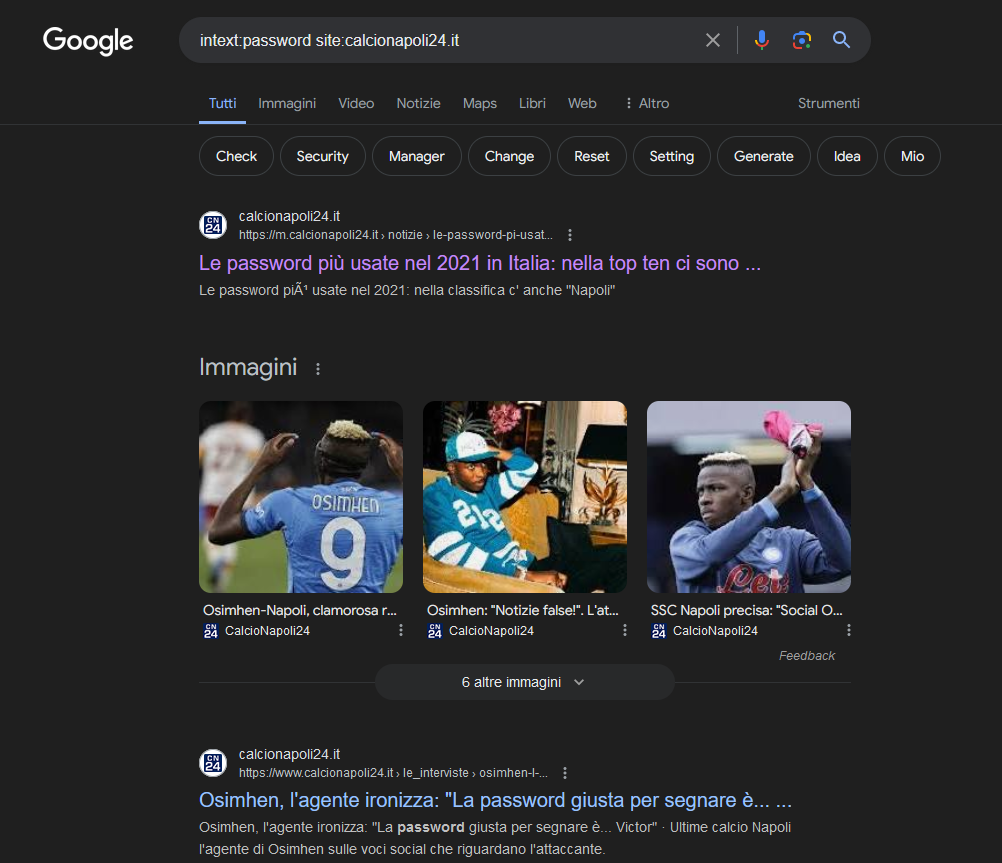 Google
intext:password site:calcionapoli24.it
Tutti Immagini Video Notizie Maps Libri Web Altro Strumenti
Check Security Manager Change Reset Setting Generate Idea Mio
CN 24
calcionapoli24.it
https://m.calcionapoli24.it › notizie › le-password-pi-usat...
Le password più usate nel 2021 in Italia: nella top ten ci sono ...
Le password piÃ¹ usate nel 2021: nella classifica c' anche "Napoli"
Immagini
OSIMHEN
9
212
Lete
Osimhen-Napoli, clamorosa r... Osimhen: "Notizie false!". L'at... SSC Napoli precisa: "Social O...
CN 24 CalcioNapoli24 CN 24 CalcioNapoli24 CN 24 CalcioNapoli24
Feedback
6 altre immagini
CN 24
calcionapoli24.it
https://www.calcionapoli24.it › le_interviste › osimhen-l-...
Osimhen, l'agente ironizza: "La password giusta per segnare è... ...
Osimhen, l'agente ironizza: "La password giusta per segnare è... Victor" · Ultime calcio Napoli
l'agente di Osimhen sulle voci social che riguardano l'attaccante.